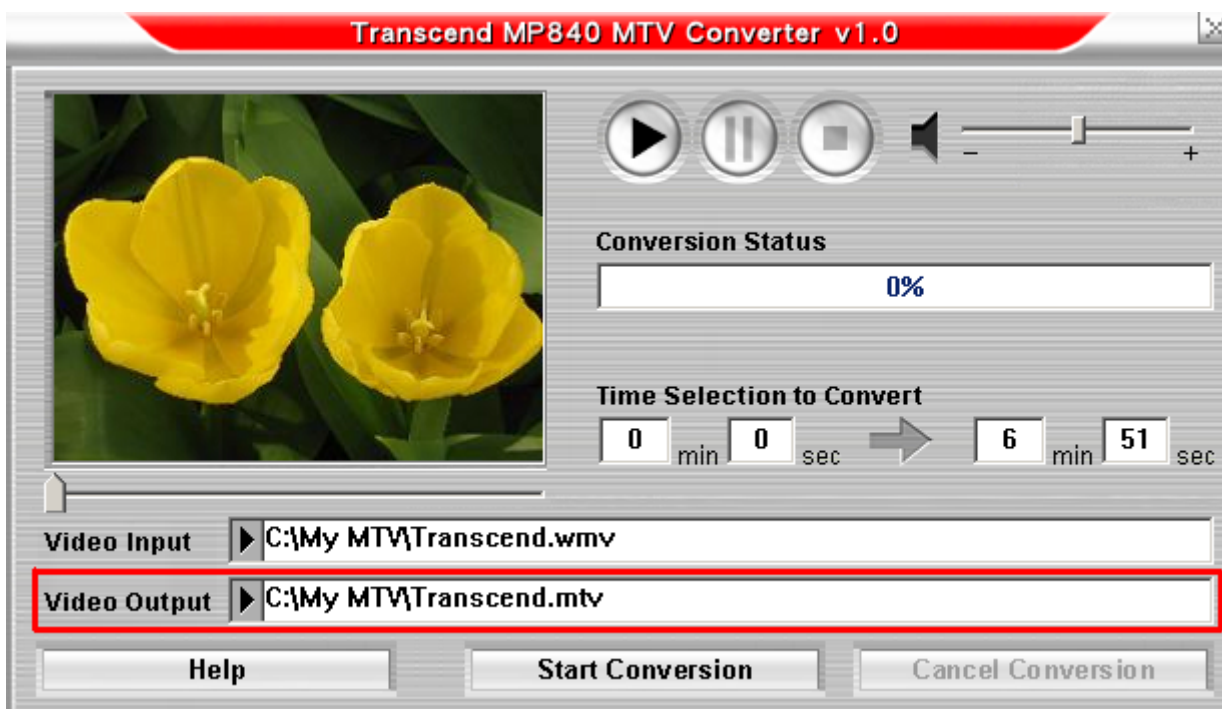 Transcend MP840 MTV Converter v1.0
- +
Conversion Status
0%
Time Selection to Convert
0 min 0 sec 6 min 51 sec
Video Input C:\My MTV\Transcend.wmv
Video Output C:\My MTV\Transcend.mtv
Help Start Conversion Cancel Conversion